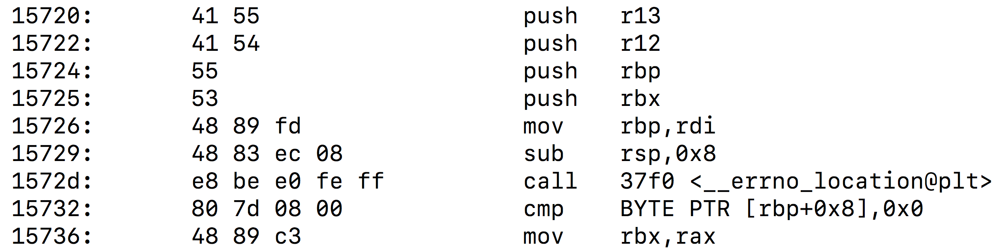 15720: 41 55 push r13
15722: 41 54 push r12
15724: 55 push rbp
15725: 53 push rbx
15726: 48 89 fd mov rbp,rdi
15729: 48 83 ec 08 sub rsp,0x8
1572d: e8 be e0 fe ff call 37f0 <__errno_location@plt>
15732: 80 7d 08 00 cmp BYTE PTR [rbp+0x8],0x0
15736: 48 89 c3 mov rbx,rax